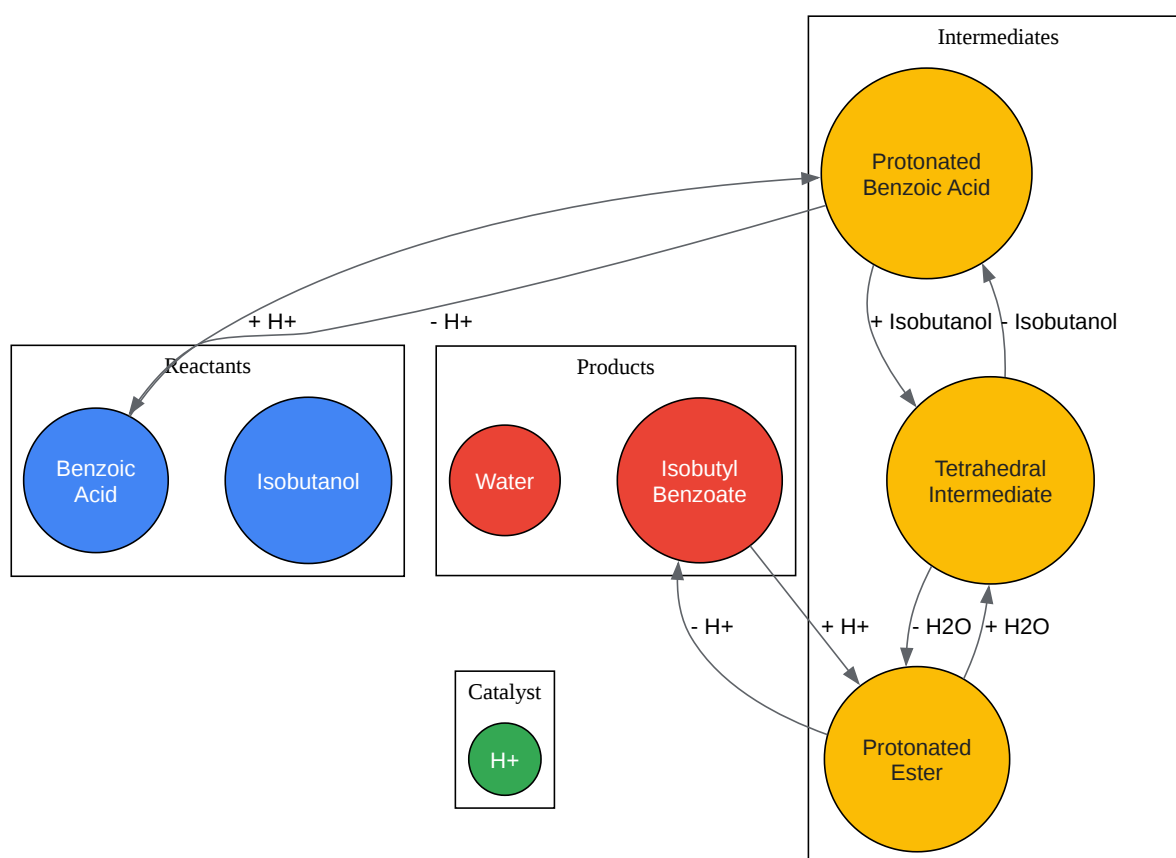 Intermediates
Protonated
Benzoic Acid
+ H+
- H+
+ Isobutanol
- Isobutanol
Reactants
Products
Benzoic
Acid
Isobutanol
Water
Isobutyl
Benzoate
Tetrahedral
Intermediate
- H+
+ H+
- H2O
+ H2O
Catalyst
H+
Protonated
Ester